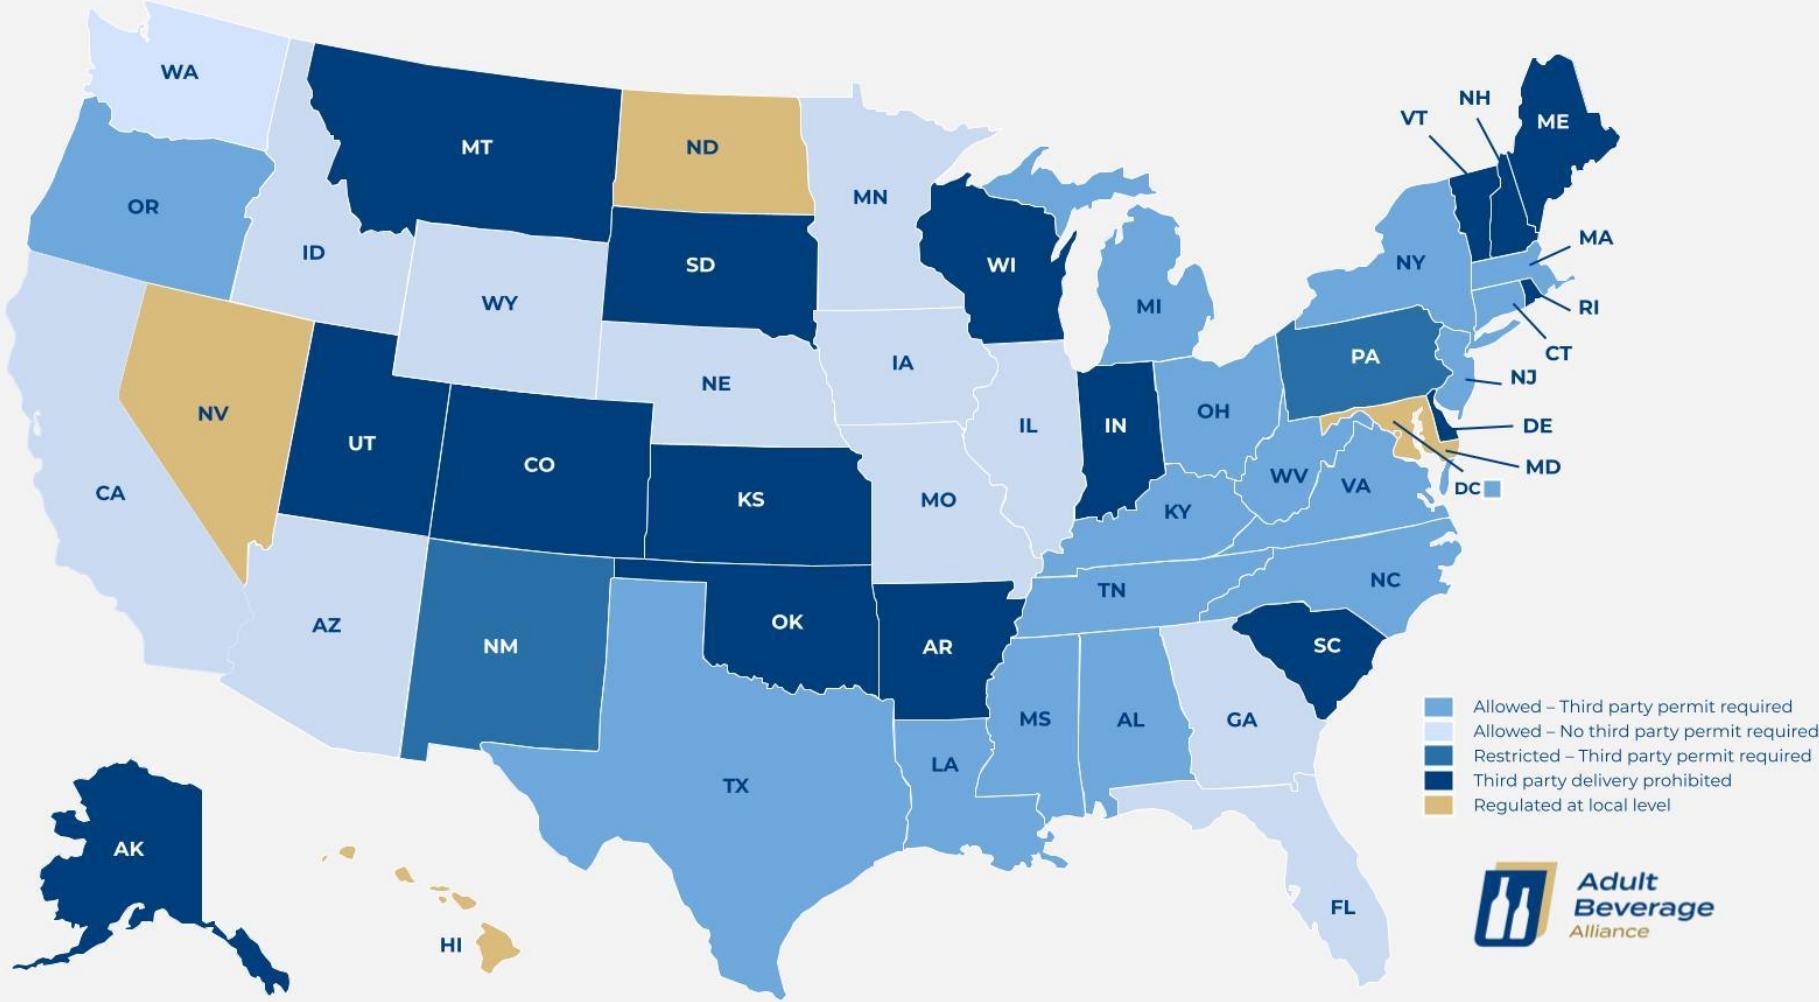 WA
MT
ND
MN
OR
ID
WY
SD
WI
MI
NY
VT
NH
ME
MA
RI
CT
NJ
PA
DE
MD
DC
NV
UT
CO
NE
IA
IL
IN
OH
WV
VA
KY
CA
KS
MO
AZ
NM
OK
AR
TN
NC
SC
TX
LA
MS
AL
GA
FL
AK
HI
Allowed – Third party permit required
Allowed – No third party permit required
Restricted – Third party permit required
Third party delivery prohibited
Regulated at local level
Adult
Beverage
Alliance